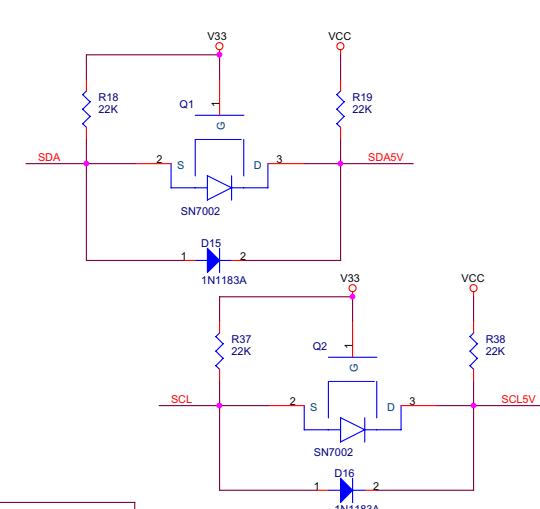 V33
VCC
R18
22K
Q1
1
G
R19
22K
SDA
2
S
D
3
SDA5V
SN7002
D15
1
2
1N1183A
V33
VCC
R37
22K
Q2
1
G
R38
22K
SCL
2
S
D
3
SCL5V
SN7002
D16
1
2
1N1183A